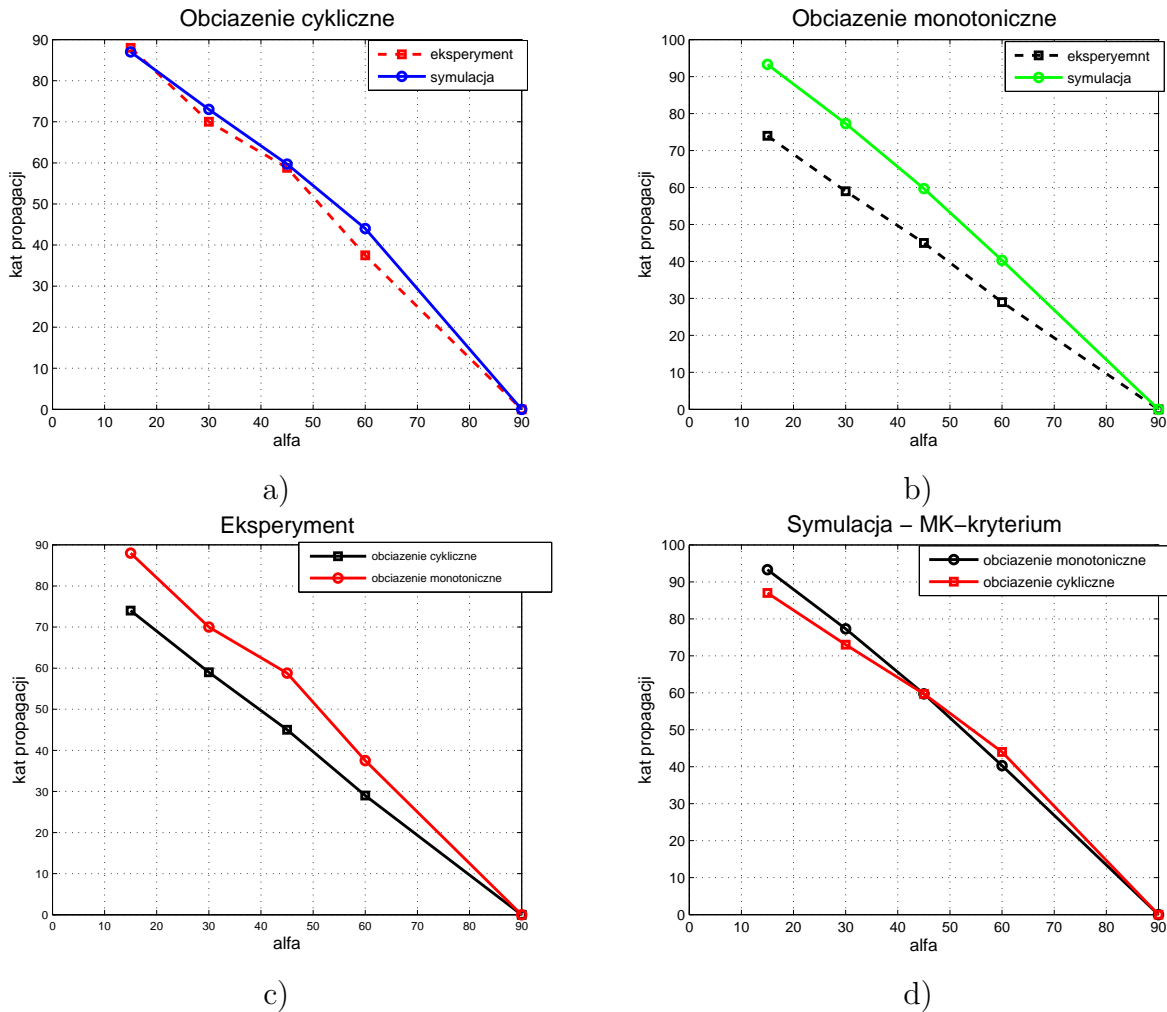 Obciazenie cykliczne
90
80
70
60
50
40
30
20
10
0
kat propagacji
eksperyment
symulacja
0 10 20 30 40 50 60 70 80 90
alfa
a)
Obciazenie monotoniczne
100
90
80
70
60
50
40
30
20
10
0
kat propagacji
eksperyemnt
symulacja
0 10 20 30 40 50 60 70 80 90
alfa
b)
Eksperyment
90
80
70
60
50
40
30
20
10
0
kat propagacji
obciazenie cykliczne
obciazenie monotoniczne
0 10 20 30 40 50 60 70 80 90
alfa
c)
Symulacja − MK−kryterium
100
90
80
70
60
50
40
30
20
10
0
kat propagacji
obciazenie monotoniczne
obciazenie cykliczne
0 10 20 30 40 50 60 70 80 90
alfa
d)